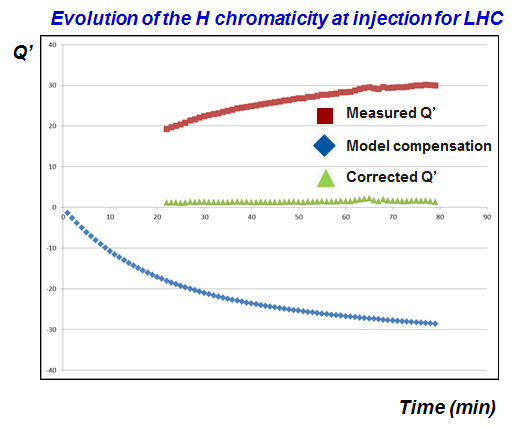 Evolution of the H chromaticity at injection for LHC
Q’
40
30
20
10
0
-10
-20
-30
-40
0 10 20 30 40 50 60 70 80 90
Measured Q’
Model compensation
Corrected Q’
Time (min)